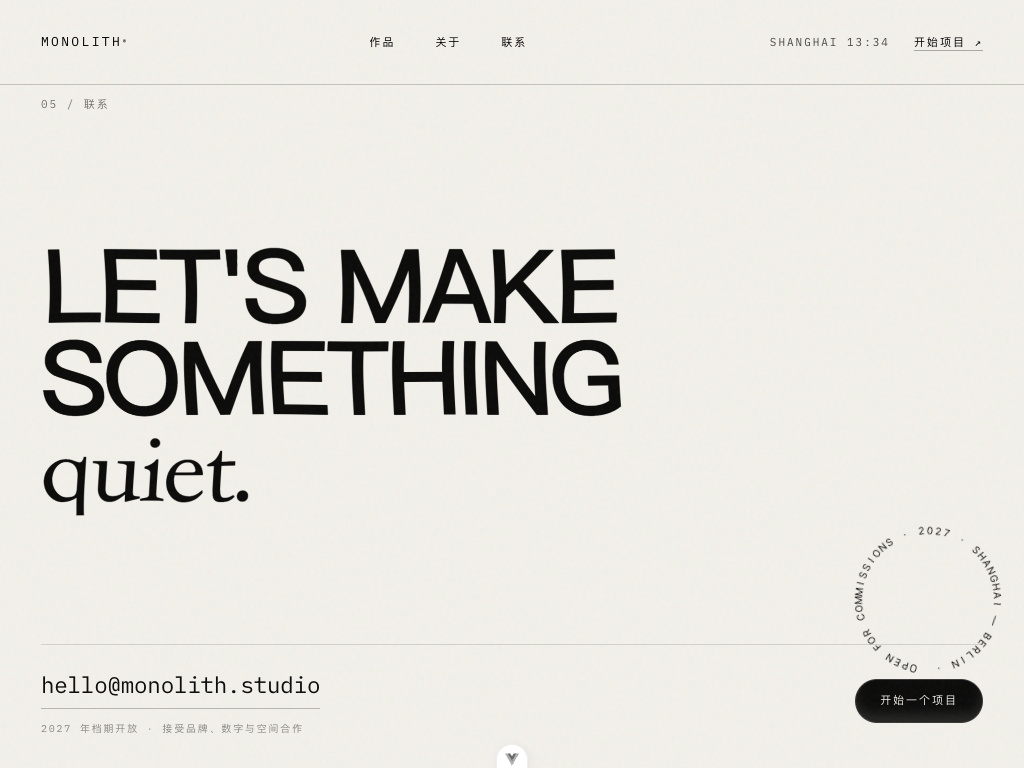 MONOLITH
作品
关于
联系
SHANGHAI 13:34
开始项目 ↗
05 / 联系
LET'S MAKE
SOMETHING
quiet.
OPEN FOR COMMISSIONS · 2027 · SHANGHAI — BERLIN ·
hello@monolith.studio
开始一个项目
2027 年档期开放 · 接受品牌、数字与空间合作